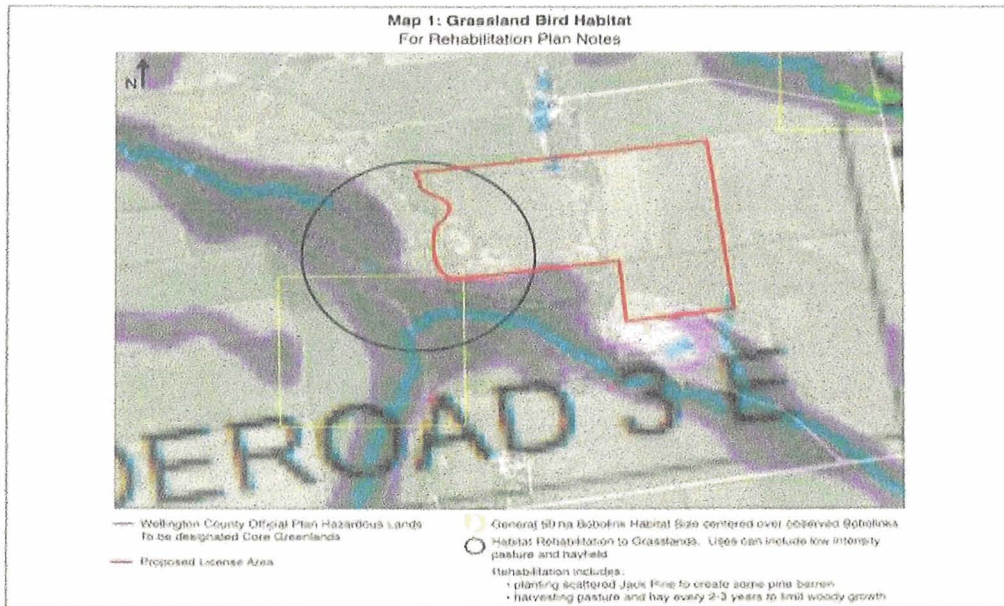 Map 1: Grassland Bird Habitat
For Rehabilitation Plan Notes
N
DEROAD 3 E
Wellington County Official Plan Hazardous Lands
To be designated Core Greenlands
Proposed License Area
General 50 ha Bobolink Habitat Size centered over observed Bobolinks
Habitat Rehabilitation to Grasslands. Uses can include low intensity
pasture and hayfield
Rehabilitation includes:
• planting scattered Jack Pine to create some pine barren
• harvesting pasture and hay every 2-3 years to limit woody growth